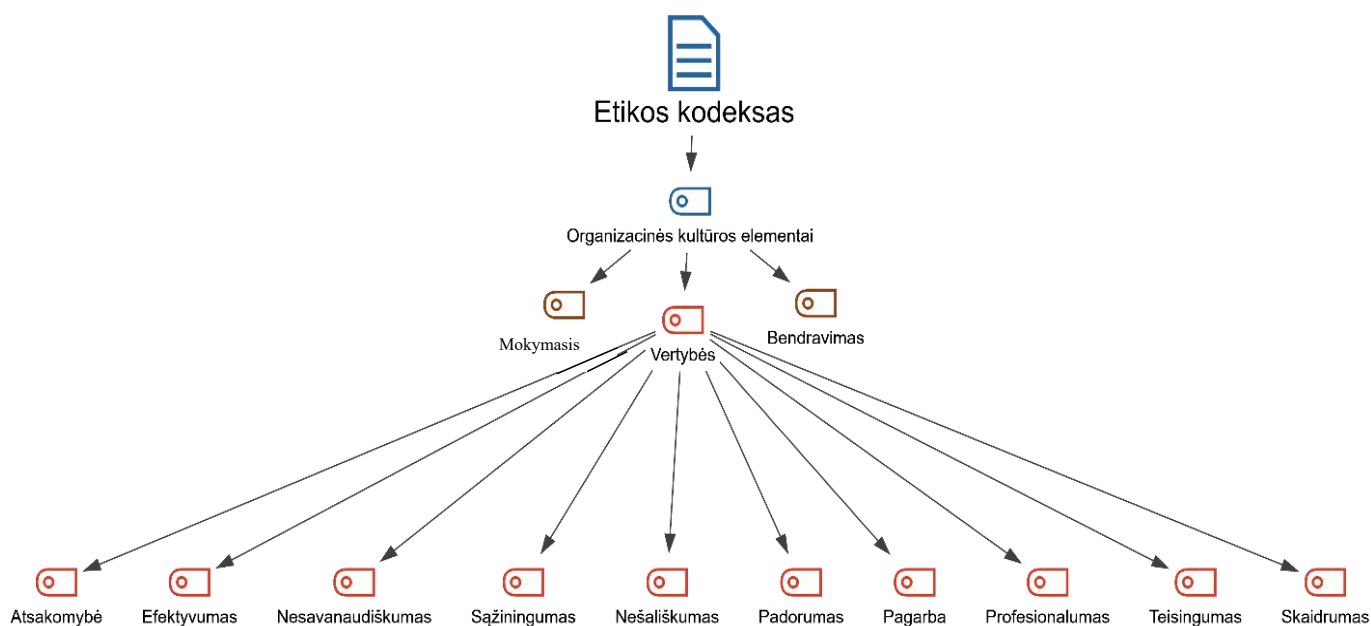 Etikos kodeksas
Organizacinės kultūros elementai
Mokymasis
Vertybės
Bendravimas
Atsakomybė
Efektyvumas
Nesavanaudiškumas
Sąžiningumas
Nešališkumas
Padorumas
Pagarba
Profesionalumas
Teisingumas
Skaidrumas